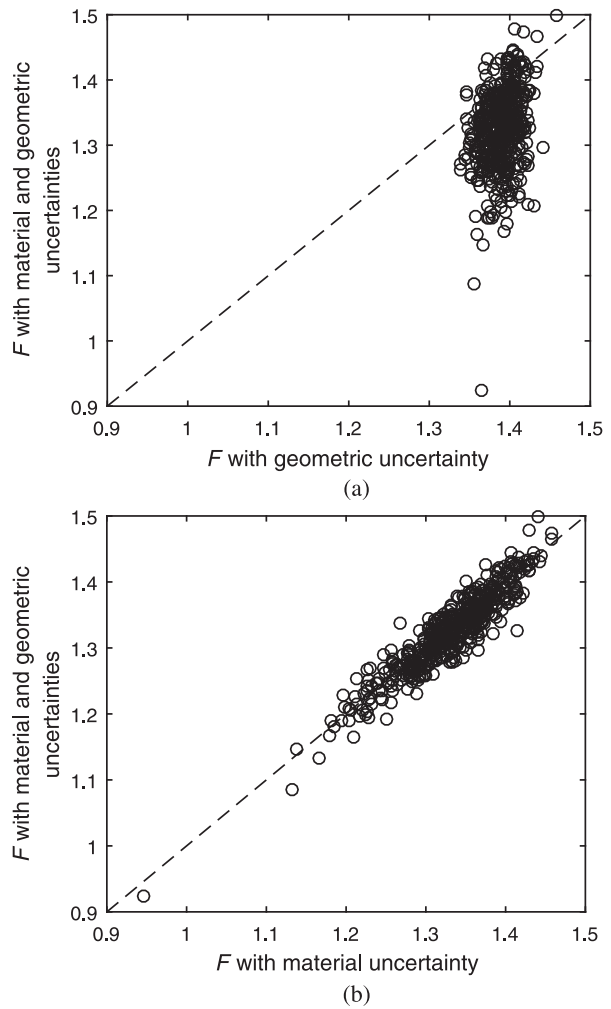 F with material and geometric
uncertainties
1.5
1.4
1.3
1.2
1.1
1
0.9
0.9 1 1.1 1.2 1.3 1.4 1.5
F with geometric uncertainty
(a)
F with material and geometric
uncertainties
1.5
1.4
1.3
1.2
1.1
1
0.9
0.9 1 1.1 1.2 1.3 1.4 1.5
F with material uncertainty
(b)